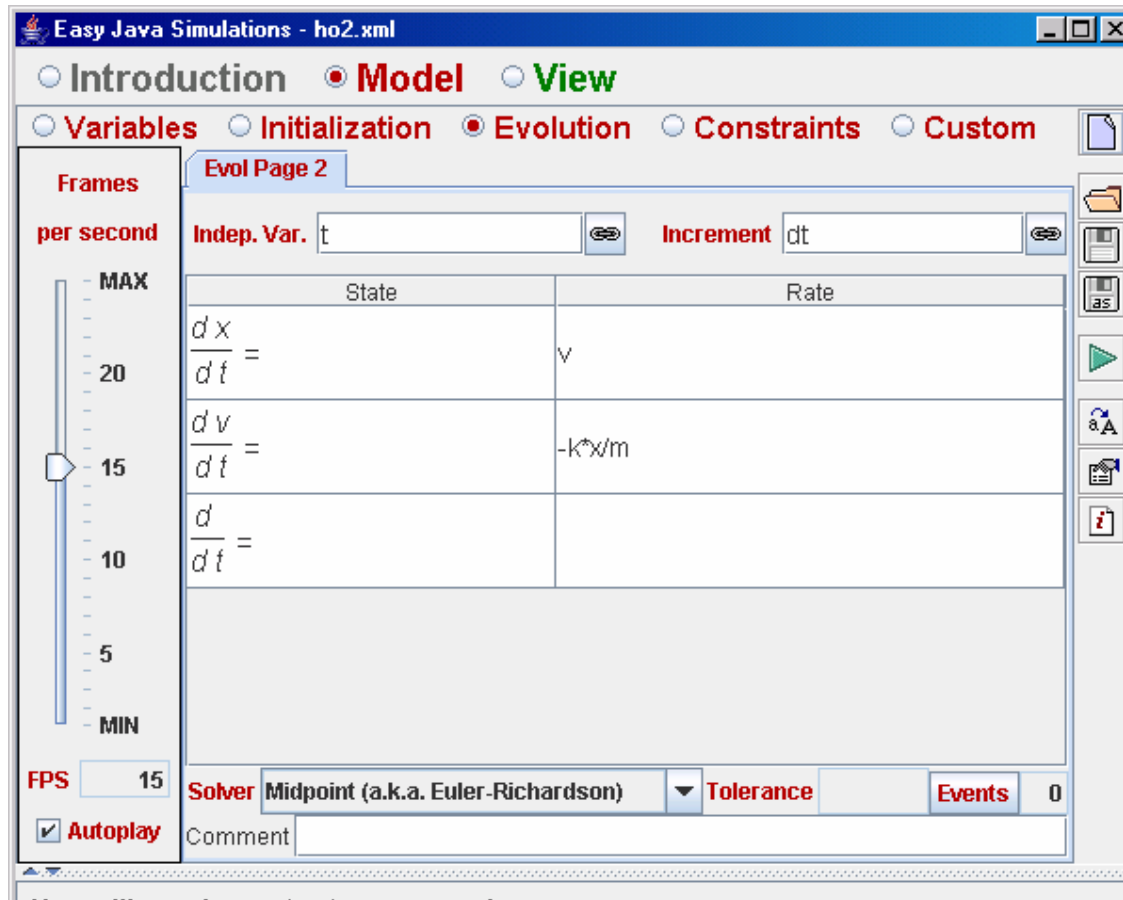 Easy Java Simulations - ho2.xml
Introduction Model View
Variables Initialization Evolution Constraints Custom
Frames
per second
MAX
20
15
10
5
MIN
FPS 15
Autoplay
Evol Page 2
Indep. Var. t Increment dt
State Rate
d x
d t
=
v
d v
d t
=
-k*x/m
d
d t
=
Solver Midpoint (a.k.a. Euler-Richardson) Tolerance Events 0
Comment
as
aA
i